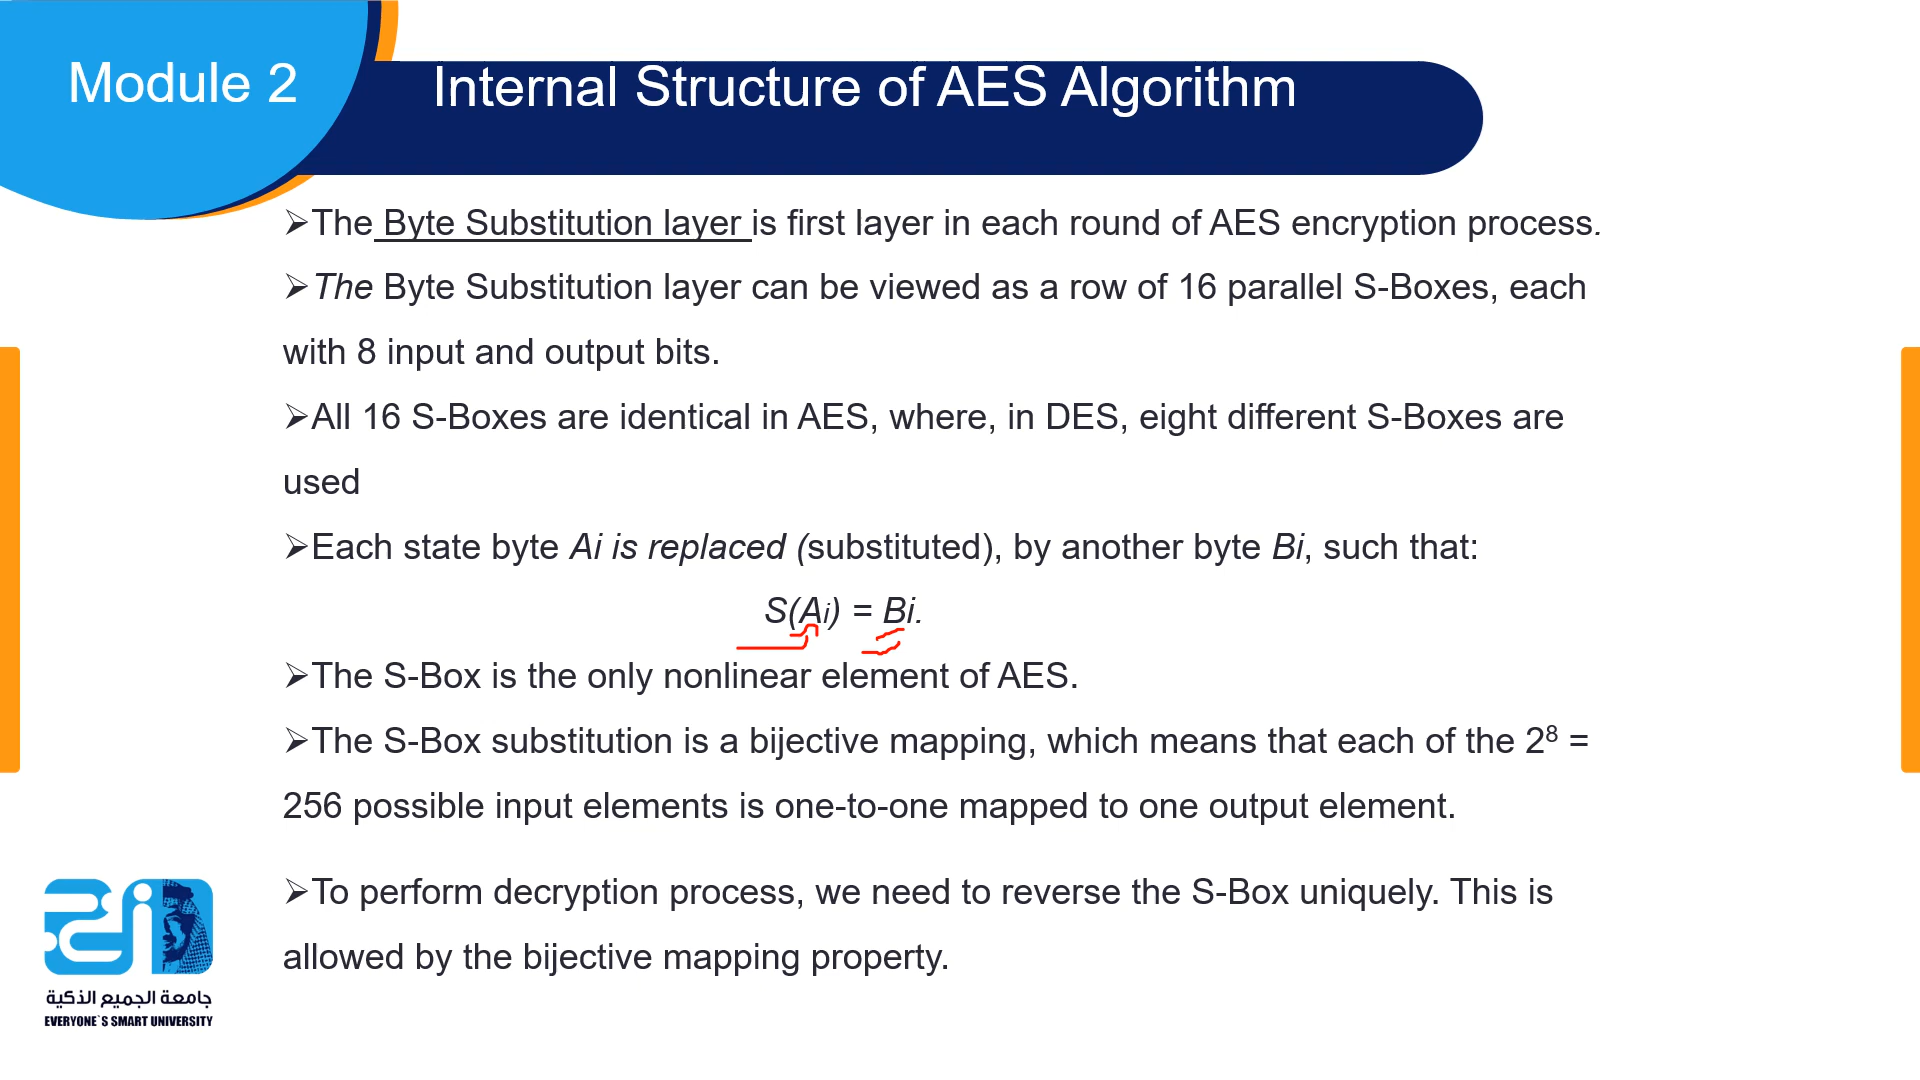 Module 2
Internal Structure of AES Algorithm
➢The Byte Substitution layer is first layer in each round of AES encryption process.
➢The Byte Substitution layer can be viewed as a row of 16 parallel S-Boxes, each
with 8 input and output bits.
➢All 16 S-Boxes are identical in AES, where, in DES, eight different S-Boxes are
used
➢Each state byte Ai is replaced (substituted), by another byte Bi, such that:
S(Ai) = Bi.
➢The S-Box is the only nonlinear element of AES.
➢The S-Box substitution is a bijective mapping, which means that each of the 2⁸ =
256 possible input elements is one-to-one mapped to one output element.
➢To perform decryption process, we need to reverse the S-Box uniquely. This is
allowed by the bijective mapping property.
جامعة الجميع الذكية
EVERYONE`S SMART UNIVERSITY